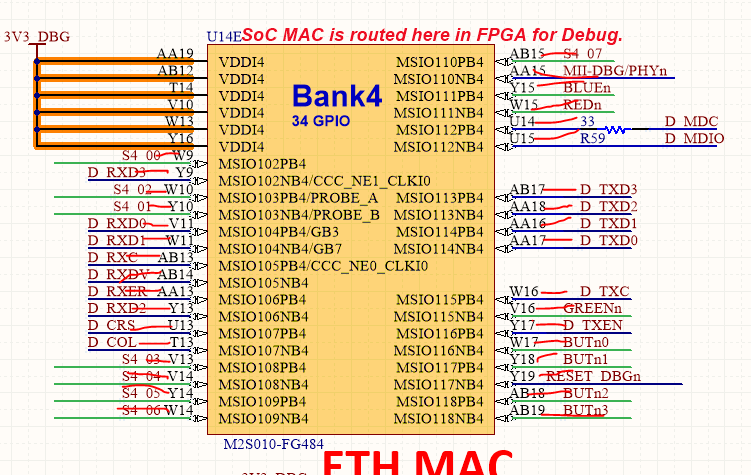 U14E SoC MAC is routed here in FPGA for Debug.
3V3_DBG
AA19 VDDI4 MSIO110PB4 AB15 S4_07
AB12 VDDI4 MSIO110NB4 AA15 MII-DBG/PHYn
T14 VDDI4 MSIO111PB4 Y15 BLUEn
V10 VDDI4 Bank4 MSIO111NB4 W15 REDn
W13 VDDI4 34 GPIO MSIO112PB4 U14 33 D_MDC
Y16 VDDI4 MSIO112NB4 U15 R59 D_MDIO
S4_00 W9 MSIO102PB4
D_RXD3 Y9 MSIO102NB4/CCC_NE1_CLKI0
S4_02 W10 MSIO103PB4/PROBE_A MSIO113PB4 AB17 D_TXD3
S4_01 Y10 MSIO103NB4/PROBE_B MSIO113NB4 AA18 D_TXD2
D_RXD0 V11 MSIO104PB4/GB3 MSIO114PB4 AA16 D_TXD1
D_RXD1 W11 MSIO104NB4/GB7 MSIO114NB4 AA17 D_TXD0
D_RXC AB13 MSIO105PB4/CCC_NE0_CLKI0
D_RXDV AB14 MSIO105NB4
D_RXER AA13 MSIO106PB4 MSIO115PB4 W16 D_TXC
D_RXD2 Y13 MSIO106NB4 MSIO115NB4 V16 GREENn
D_CRS U13 MSIO107PB4 MSIO116PB4 Y17 D_TXEN
D_COL T13 MSIO107NB4 MSIO116NB4 W17 BUTn0
S4_03 V13 MSIO108PB4 MSIO117PB4 Y18 BUTn1
S4_04 V14 MSIO108NB4 MSIO117NB4 Y19 RESET_DBGn
S4_05 Y14 MSIO109PB4 MSIO118PB4 AB18 BUTn2
S4_06 W14 MSIO109NB4 MSIO118NB4 AB19 BUTn3
M2S010-FG484
3V3_DBG ETH MAC